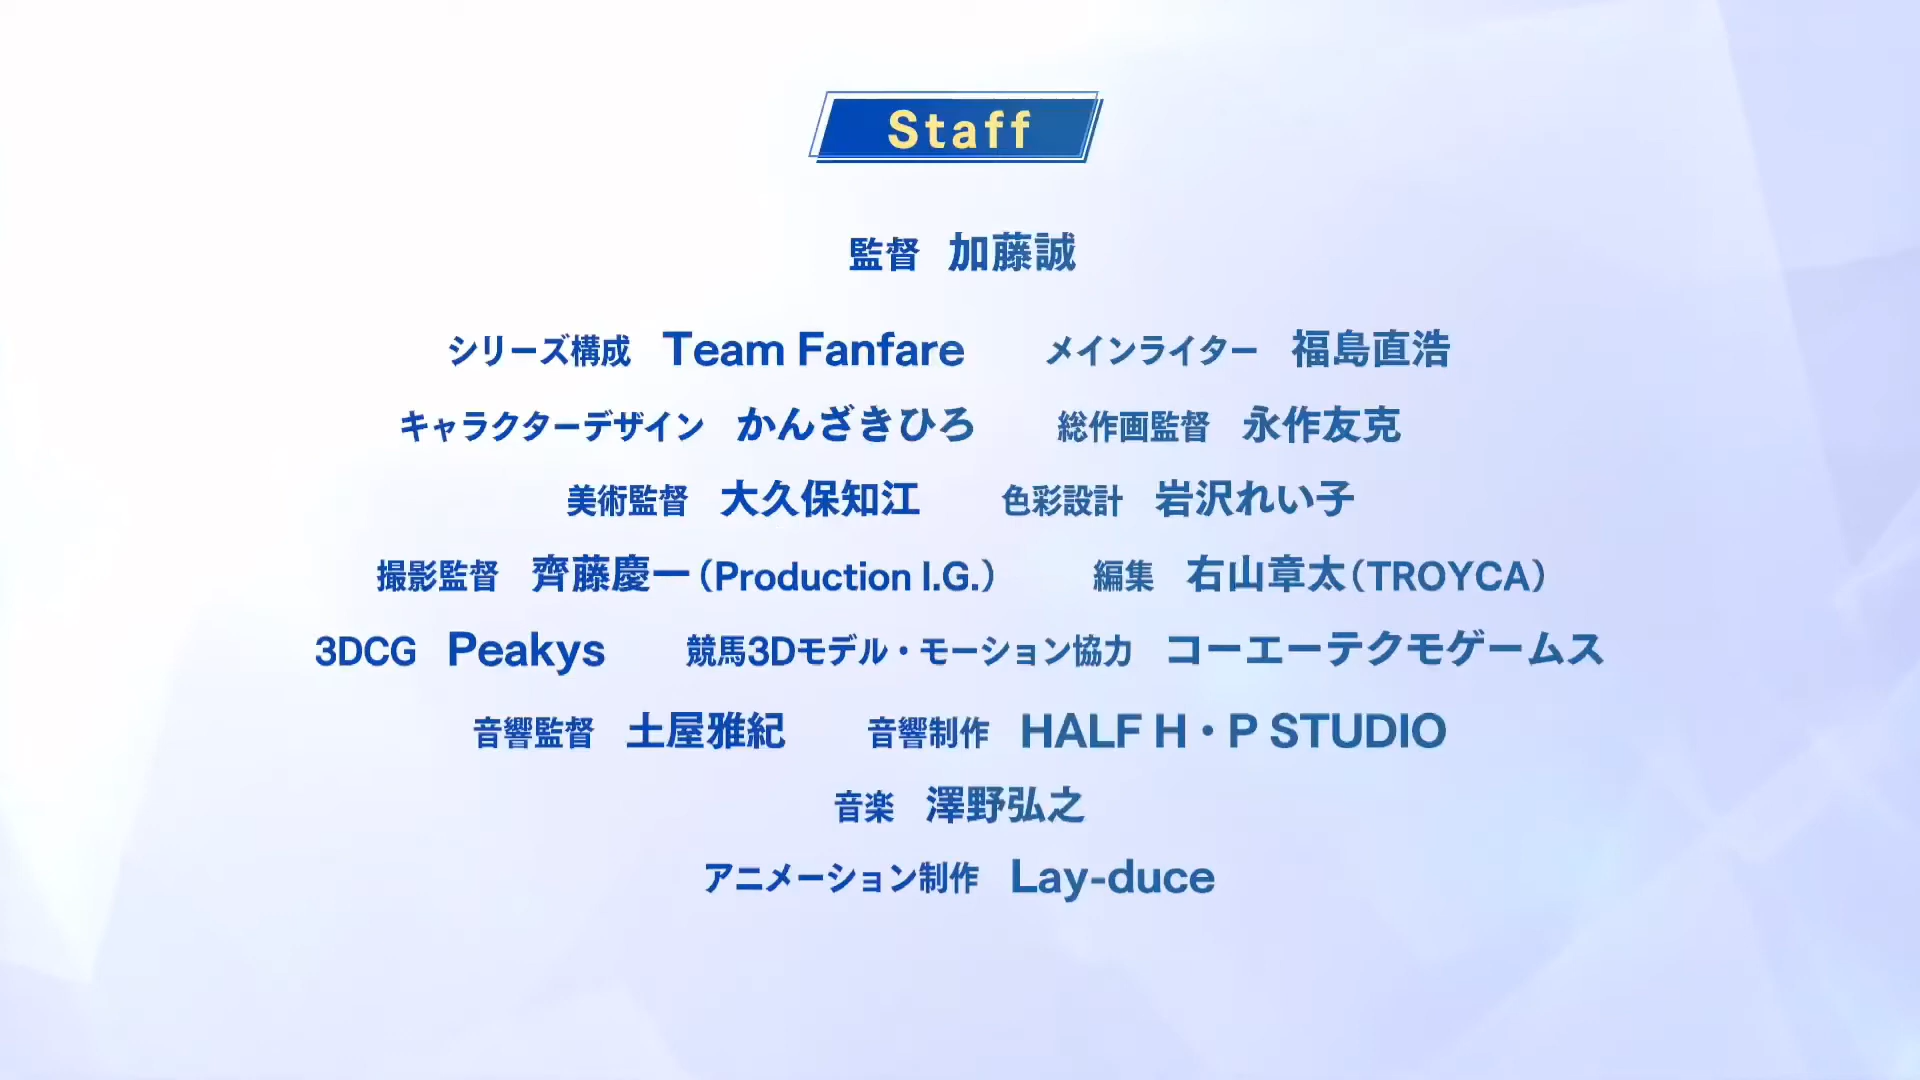 Staff
監督 加藤誠
シリーズ構成 Team Fanfare メインライター 福島直浩
キャラクターデザイン かんざきひろ 総作画監督 永作友克
美術監督 大久保知江 色彩設計 岩沢れい子
撮影監督 齊藤慶一（Production I.G.） 編集 右山章太（TROYCA）
3DCG Peakys 競馬3Dモデル・モーション協力 コーエーテクモゲームス
音響監督 土屋雅紀 音響制作 HALF H・P STUDIO
音楽 澤野弘之
アニメーション制作 Lay-duce